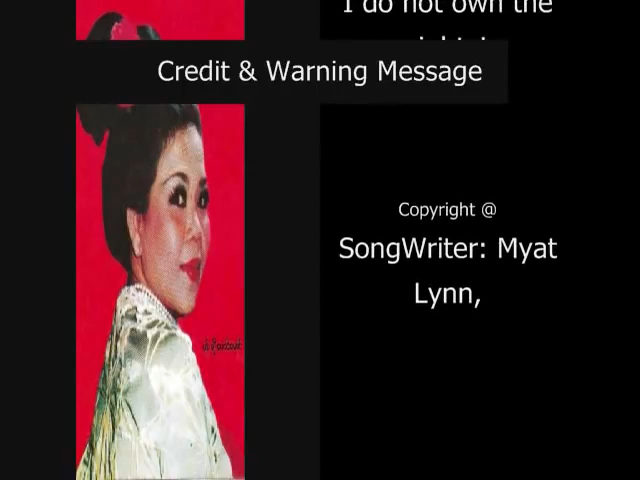 I do not own the
Credit & Warning Message
Copyright @
SongWriter: Myat
Lynn,